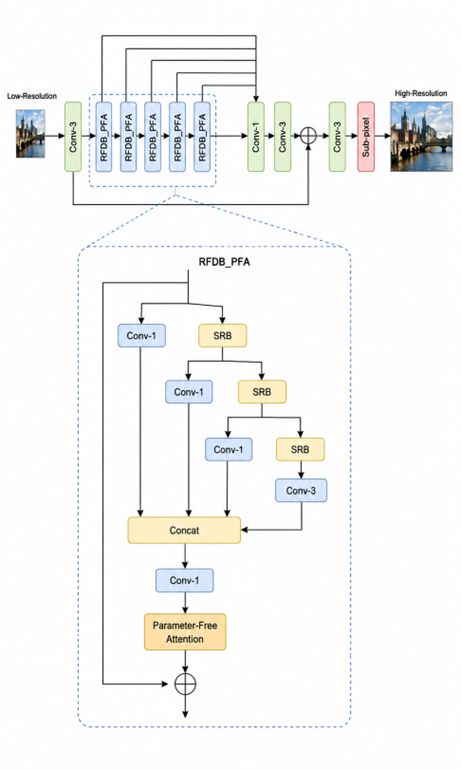 Low-Resolution
High-Resolution
Conv-3
RFDB_PFA
RFDB_PFA
RFDB_PFA
RFDB_PFA
RFDB_PFA
Conv-1
Conv-3
Conv-3
Sub-pixel
RFDB_PFA
Conv-1
SRB
Conv-1
SRB
Conv-1
SRB
Conv-3
Concat
Conv-1
Parameter-Free
Attention